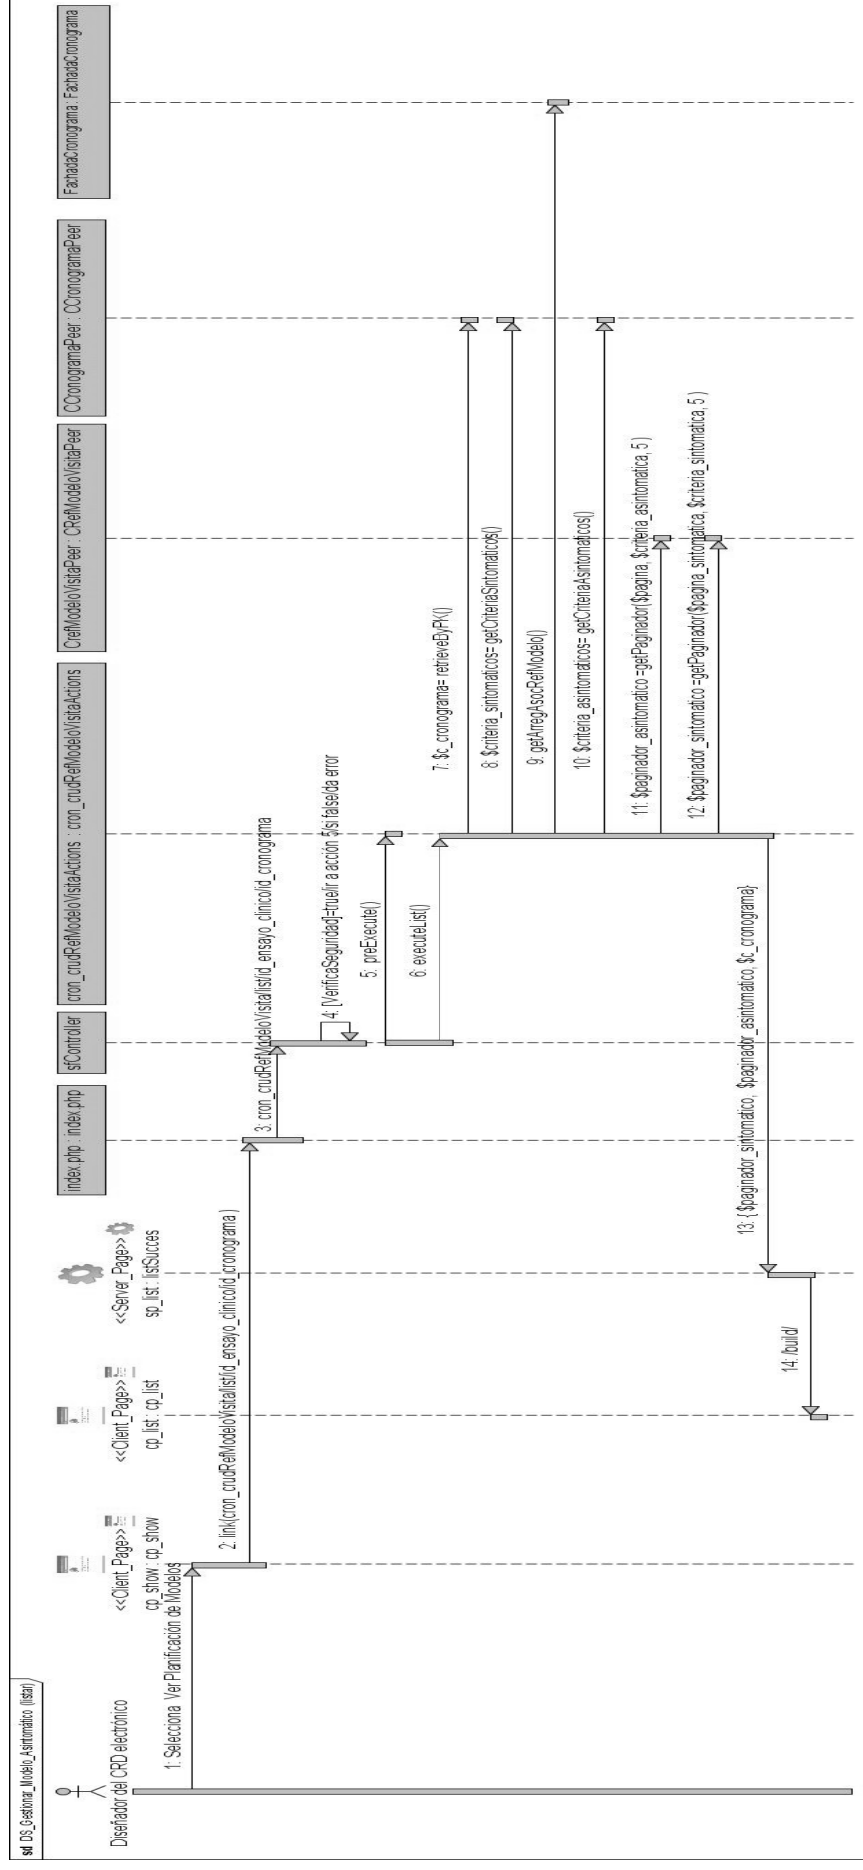 sd DS_Gestionar_Modelo_Asintomático (listar)
Diseñador del CRD electrónico
<<Client_Page>>
cp_show : cp_show
<<Client_Page>>
cp_list : cp_list
<<Server_Page>>
sp_list : listSucces
index.php : index.php
sfController
cron_crudRefModeloVisitaActions : cron_crudRefModeloVisitaActions
CrefModeloVisitaPeer : CRefModeloVisitaPeer
CCronogramaPeer : CCronogramaPeer
FachadaCronograma : FachadaCronograma
1: Selecciona Ver Planificación de Modelos
2: link(cron_crudRefModeloVisita/list/id_ensayo_clinico/id_cronograma )
3: cron_crudRefModeloVisita/list/id_ensayo_clinico/id_cronograma
4: [VerificaSeguridad]=true/ir a acción 5/si false/da error
5: preExecute()
6: executeList()
7: $c_cronograma= retrieveByPK()
8: $criteria_sintomaticos= getCriteriaSintomaticos()
9: getArregAsocRefModelo()
10: $criteria_asintomaticos= getCriteriaAsintomaticos()
11: $paginador_asintomatico =getPaginador($pagina, $criteria_asintomatica, 5 )
12: $paginador_sintomatico =getPaginador($pagina_sintomatica, $criteria_sintomatica, 5 )
13: { $paginador_sintomatico, $paginador_asintomatico, $c_cronograma}
14: /build/